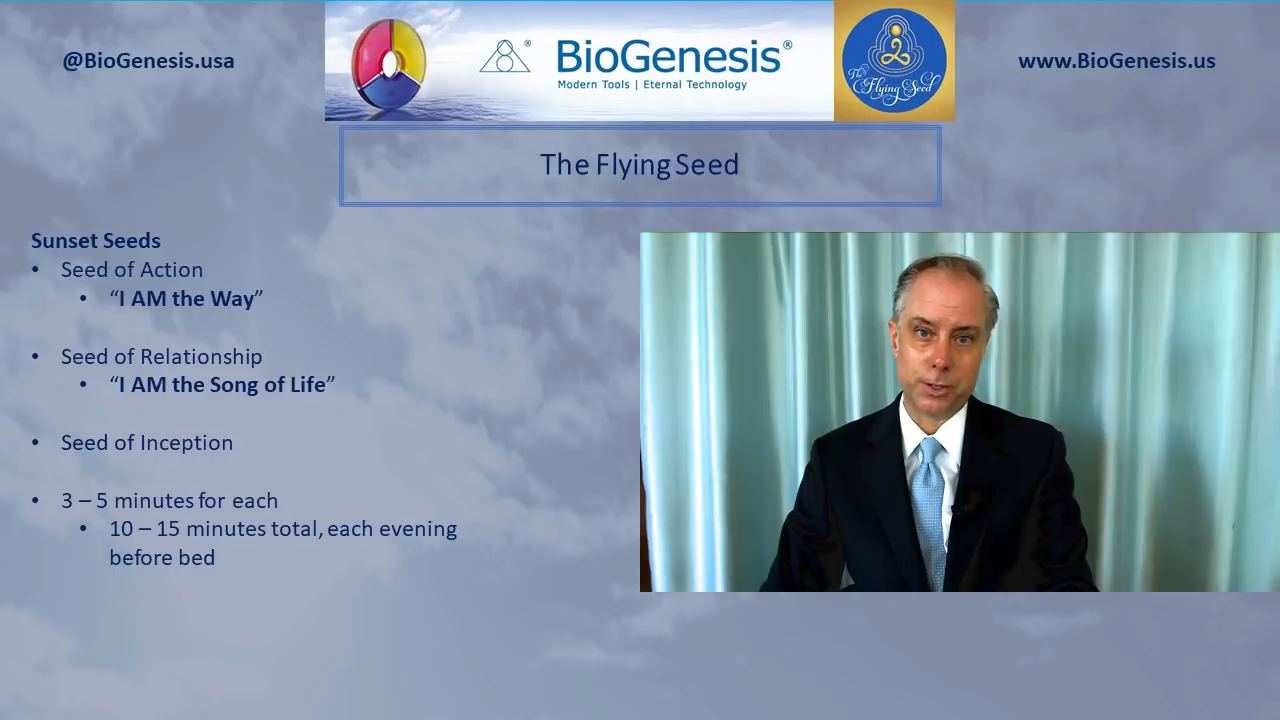 @BioGenesis.usa
BioGenesis®
Modern Tools | Eternal Technology
The
Flying Seed
www.BioGenesis.us
The Flying Seed
Sunset Seeds
• Seed of Action
• “I AM the Way”
• Seed of Relationship
• “I AM the Song of Life”
• Seed of Inception
• 3 – 5 minutes for each
• 10 – 15 minutes total, each evening
before bed